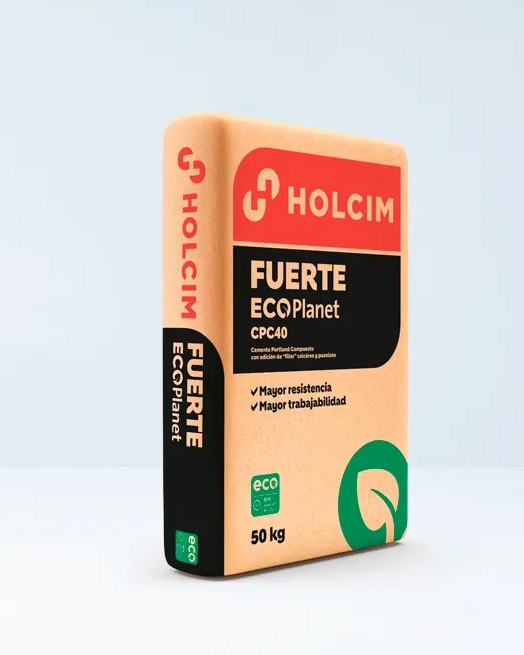 HOLCIM
FUERTE
ECOPlanet
CPC40
Cemento Portland Compuesto
con adición de "filler" calcáreo y puzolana
Mayor resistencia
Mayor trabajabilidad
eco
50 kg
HOLCIM
FUERTE
ECOPlanet
eco